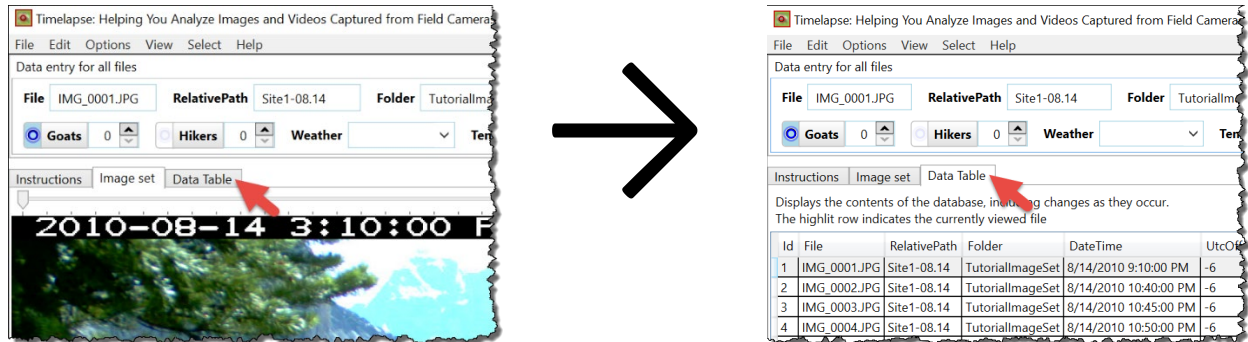 Timelapse: Helping You Analyze Images and Videos Captured from Field Cameras
File Edit Options View Select Help
Data entry for all files
File IMG_0001.JPG RelativePath Site1-08.14 Folder
Goats 0 Hikers 0 Weather
Instructions Image set Data Table
2010-08-14 3:10:00
Timelapse: Helping You Analyze Images and Videos Captured from Field
File Edit Options View Select Help
Data entry for all files
File IMG_0001.JPG RelativePath Site1-08.14 Folder
Goats 0 Hikers 0 Weather
Instructions Image set Data Table
Displays the contents of the database, including changes as they occur.
The highlit row indicates the currently viewed file
Id File RelativePath Folder DateTime
1 IMG_0001.JPG Site1-08.14 TutorialImageSet 8/14/2010 9:10:00 PM -6
2 IMG_0002.JPG Site1-08.14 TutorialImageSet 8/14/2010 10:40:00 PM -6
3 IMG_0003.JPG Site1-08.14 TutorialImageSet 8/14/2010 10:45:00 PM -6
4 IMG_0004.JPG Site1-08.14 TutorialImageSet 8/14/2010 10:50:00 PM -6